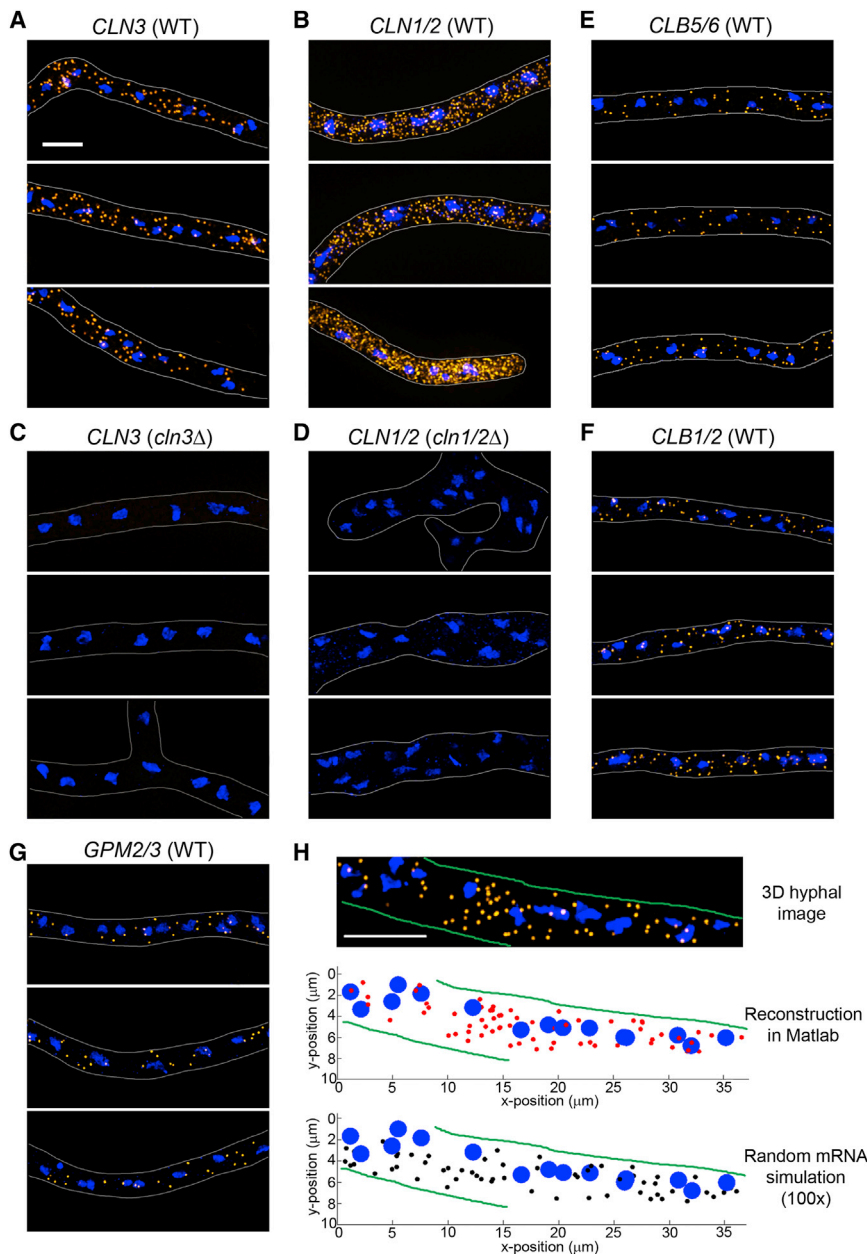 A CLN3 (WT)
B CLN1/2 (WT)
E CLB5/6 (WT)
C CLN3 (cln3Δ)
D CLN1/2 (cln1/2Δ)
F CLB1/2 (WT)
G GPM2/3 (WT)
H
3D hyphal
image
0
2
4
6
8
10
y-position (μm)
0 5 10 15 20 25 30 35
x-position (μm)
Reconstruction
in Matlab
0
2
4
6
8
10
y-position (μm)
0 5 10 15 20 25 30 35
x-position (μm)
Random mRNA
simulation
(100x)